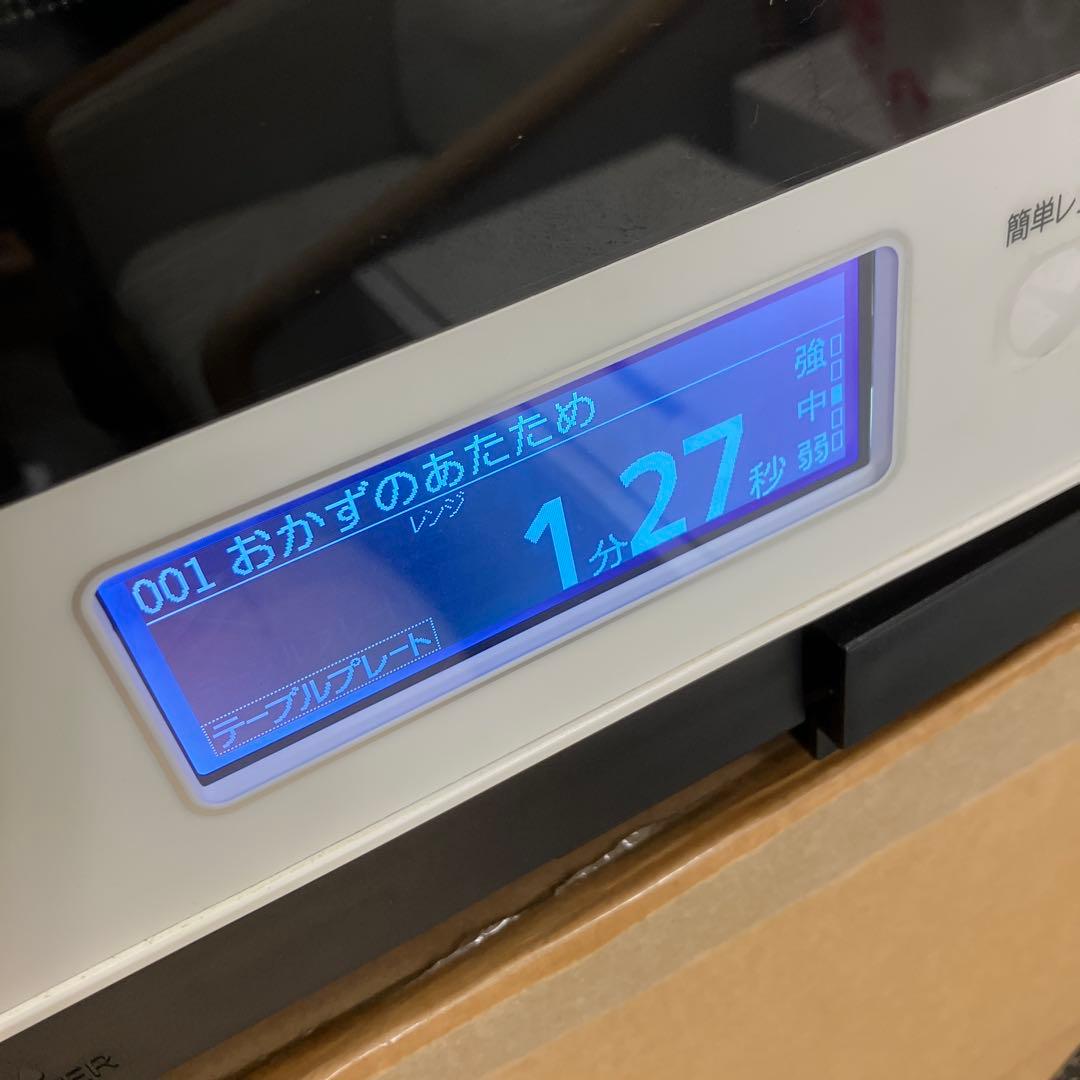 簡単レ
001 おかずのあたため
レンジ
1分27秒
強
中
弱
テーブルプレート